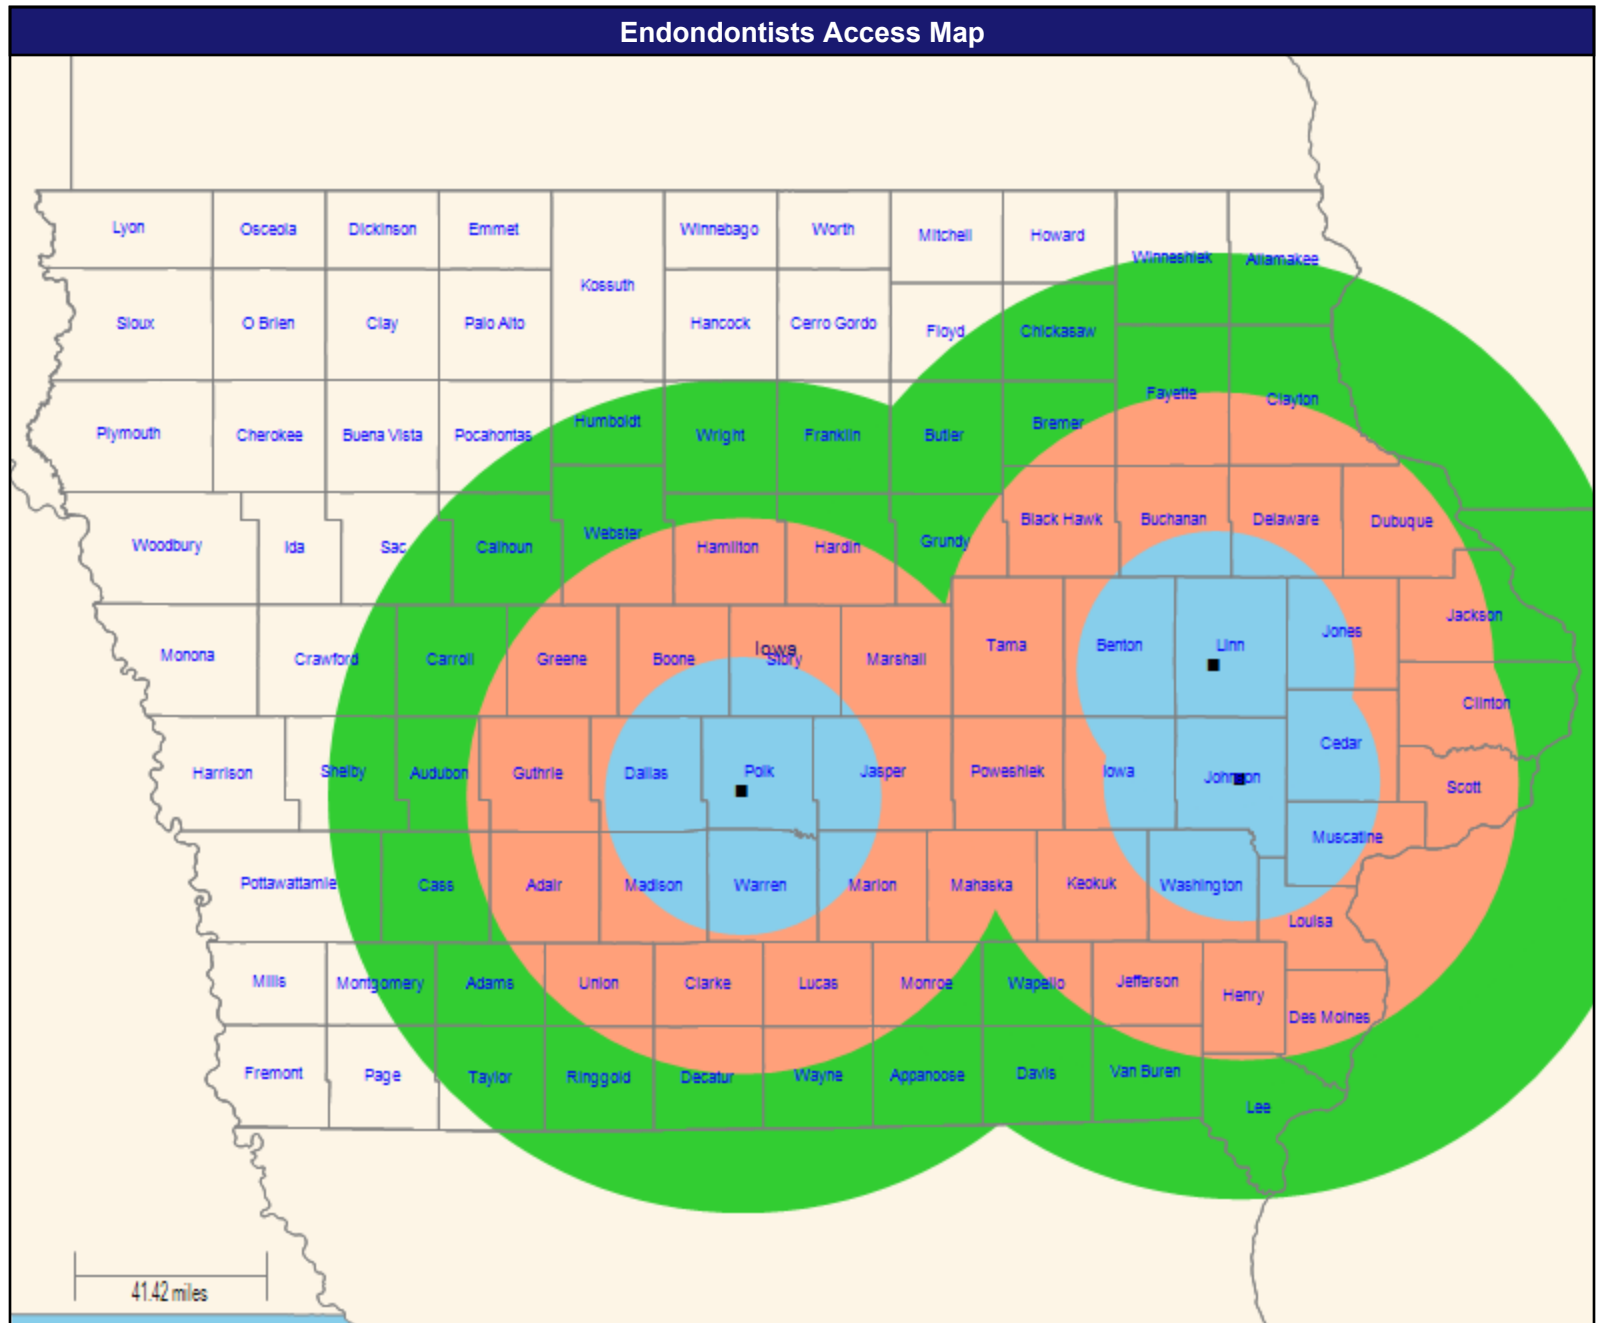 Endondontists Access Map
Lyon
Osceola
Dickinson
Emmet
Winnebago
Worth
Mitchell
Howard
Winneshiek
Allamakee
Kossuth
Sioux
O Brien
Clay
Palo Alto
Hancock
Cerro Gordo
Floyd
Chickasaw
Fayette
Clayton
Plymouth
Cherokee
Buena Vista
Pocahontas
Humboldt
Wright
Franklin
Butler
Bremer
Woodbury
Ida
Sac
Calhoun
Webster
Hamilton
Hardin
Grundy
Black Hawk
Buchanan
Delaware
Dubuque
Monona
Crawford
Carroll
Greene
Boone
Iowa
Story
Marshall
Tama
Benton
Linn
Jones
Jackson
Clinton
Harrison
Shelby
Audubon
Guthrie
Dallas
Polk
Jasper
Poweshiek
Iowa
Johnson
Cedar
Scott
Muscatine
Pottawattamie
Cass
Adair
Madison
Warren
Marion
Mahaska
Keokuk
Washington
Louisa
Mills
Montgomery
Adams
Union
Clarke
Lucas
Monroe
Wapello
Jefferson
Henry
Des Moines
Fremont
Page
Taylor
Ringgold
Decatur
Wayne
Appanoose
Davis
Van Buren
Lee
41.42 miles